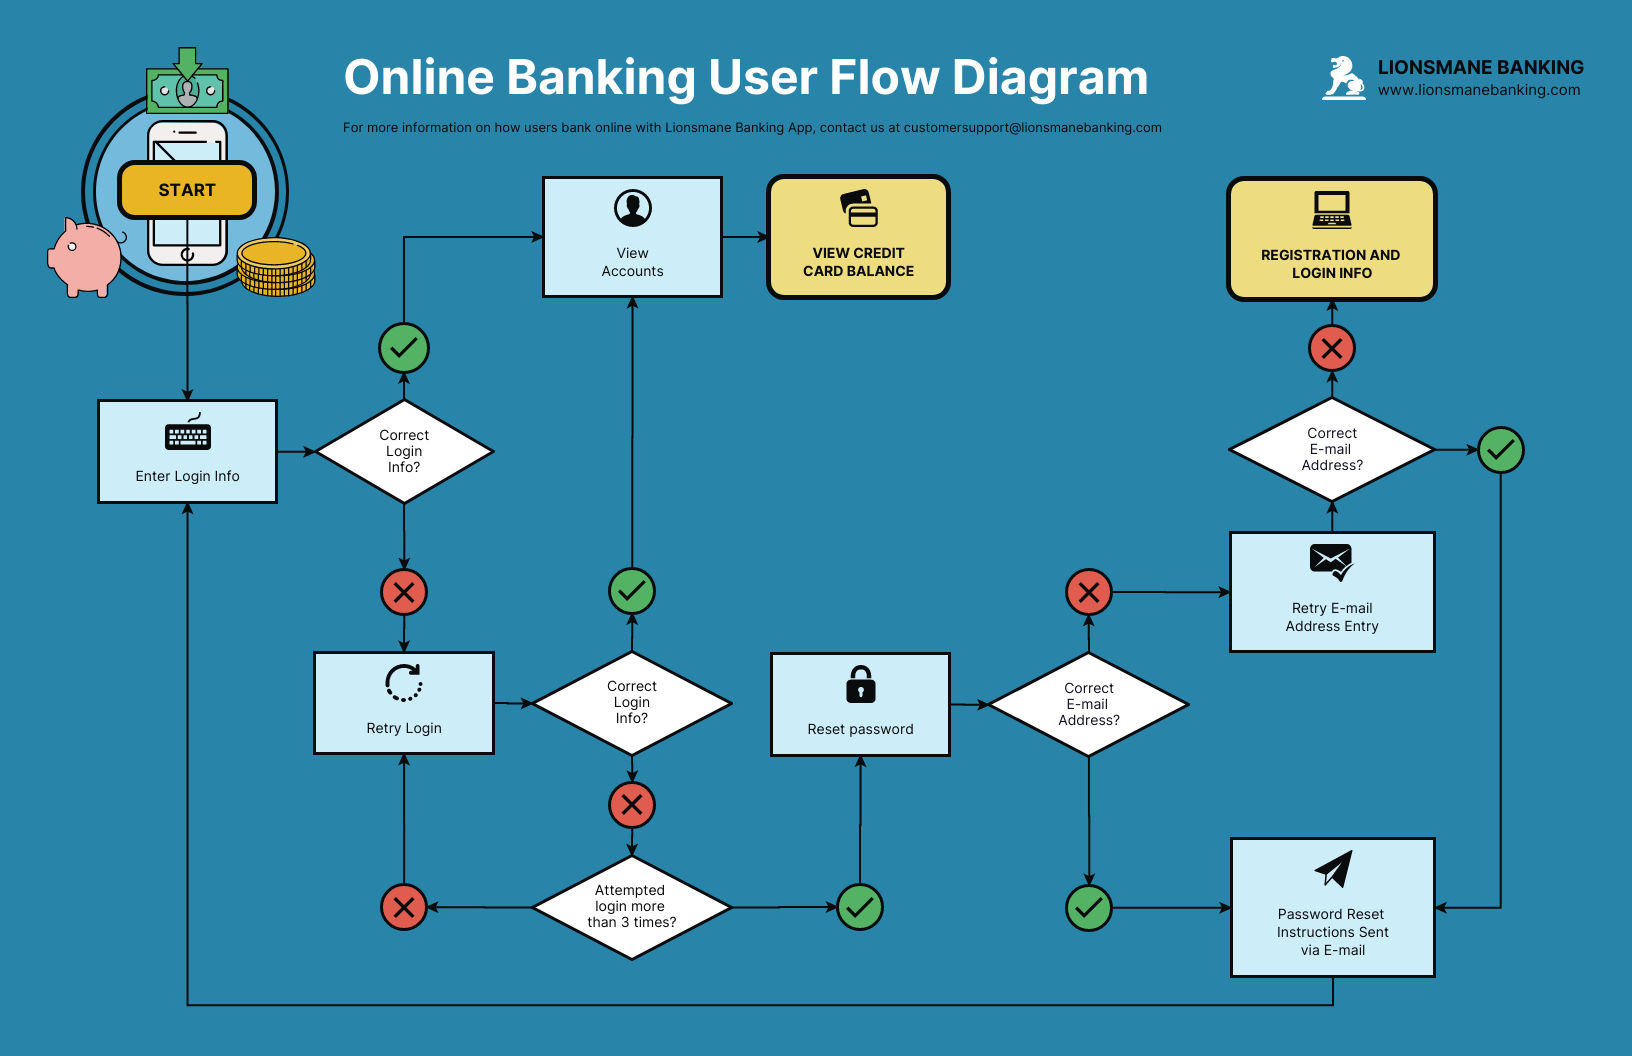 Online Banking User Flow Diagram
LIONSMANE BANKING
www.lionsmanebanking.com
For more information on how users bank online with Lionsmane Banking App, contact us at customersupport@lionsmanebanking.com
START
View
Accounts
VIEW CREDIT
CARD BALANCE
REGISTRATION AND
LOGIN INFO
Enter Login Info
Correct
Login
Info?
Correct
E-mail
Address?
Retry E-mail
Address Entry
Retry Login
Correct
Login
Info?
Reset password
Correct
E-mail
Address?
Attempted
login more
than 3 times?
Password Reset
Instructions Sent
via E-mail